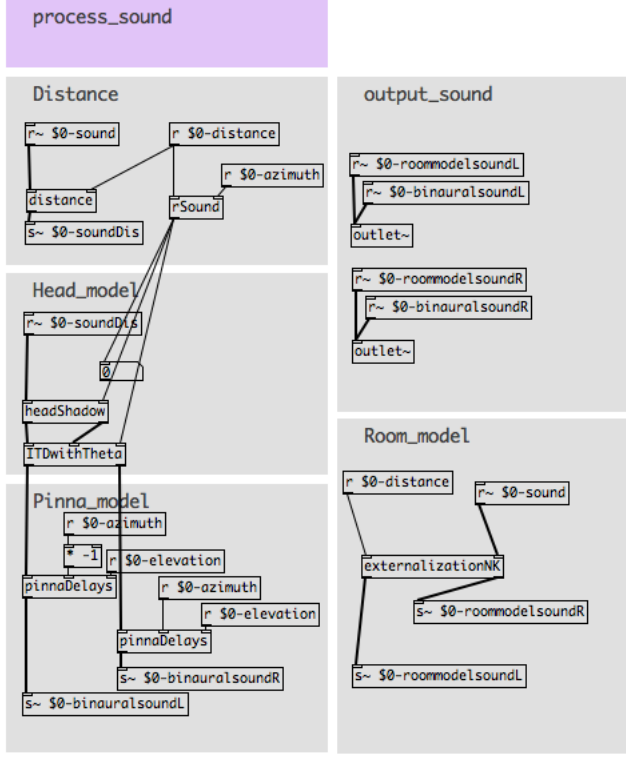 process_sound
Distance
r~ $0-sound
r $0-distance
r $0-azimuth
distance
rSound
s~ $0-soundDis
Head_model
r~ $0-soundDis
0
headShadow
ITDwithTheta
Pinna_model
r $0-azimuth
* -1
r $0-elevation
pinnaDelays
r $0-azimuth
r $0-elevation
pinnaDelays
s~ $0-binauralsoundR
s~ $0-binauralsoundL
output_sound
r~ $0-roommodelsoundL
r~ $0-binauralsoundL
outlet~
r~ $0-roommodelsoundR
r~ $0-binauralsoundR
outlet~
Room_model
r $0-distance
r~ $0-sound
externalizationNK
s~ $0-roommodelsoundR
s~ $0-roommodelsoundL